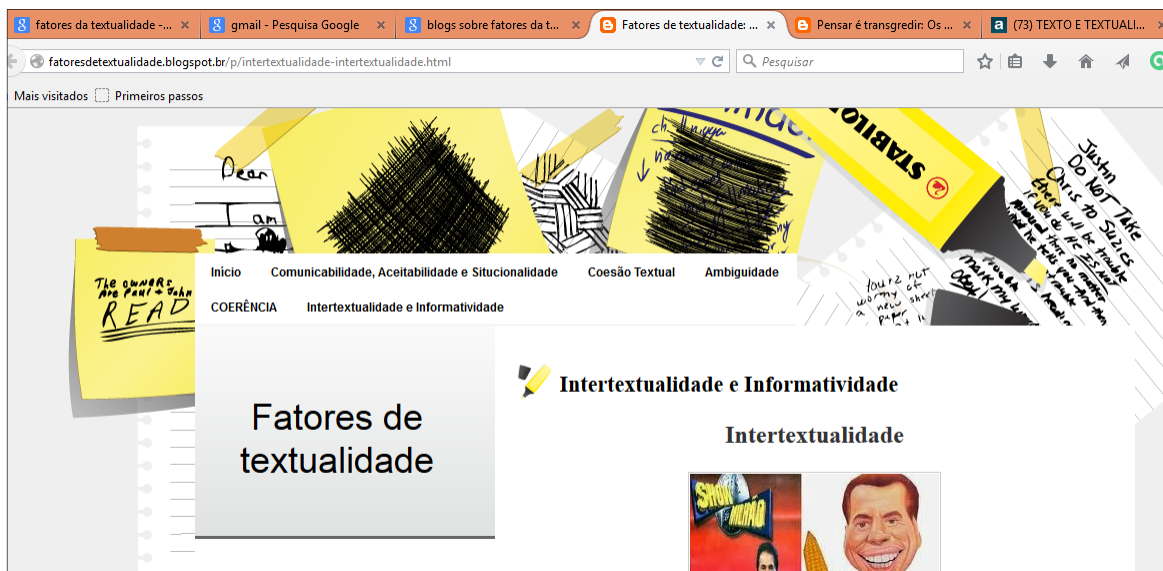 fatores da textualidade -...
gmail - Pesquisa Google
blogs sobre fatores da t...
Fatores de textualidade: ...
Pensar é transgredir: Os ...
(73) TEXTO E TEXTUALI...
fatoresdetextualidade.blogspot.br/p/intertextualidade-intertextualidade.html
Pesquisar
Mais visitados
Primeiros passos
Dear
I am
STABILO
Justin
DO NOT Take
Chris to Suzies
The owners
Are Paul + John
READ
Início
Comunicabilidade, Aceitabilidade e Situcionalidade
Coesão Textual
Ambiguidade
COERÊNCIA
Intertextualidade e Informatividade
Fatores de
textualidade
Intertextualidade e Informatividade
Intertextualidade
SHOW
MILHÃO